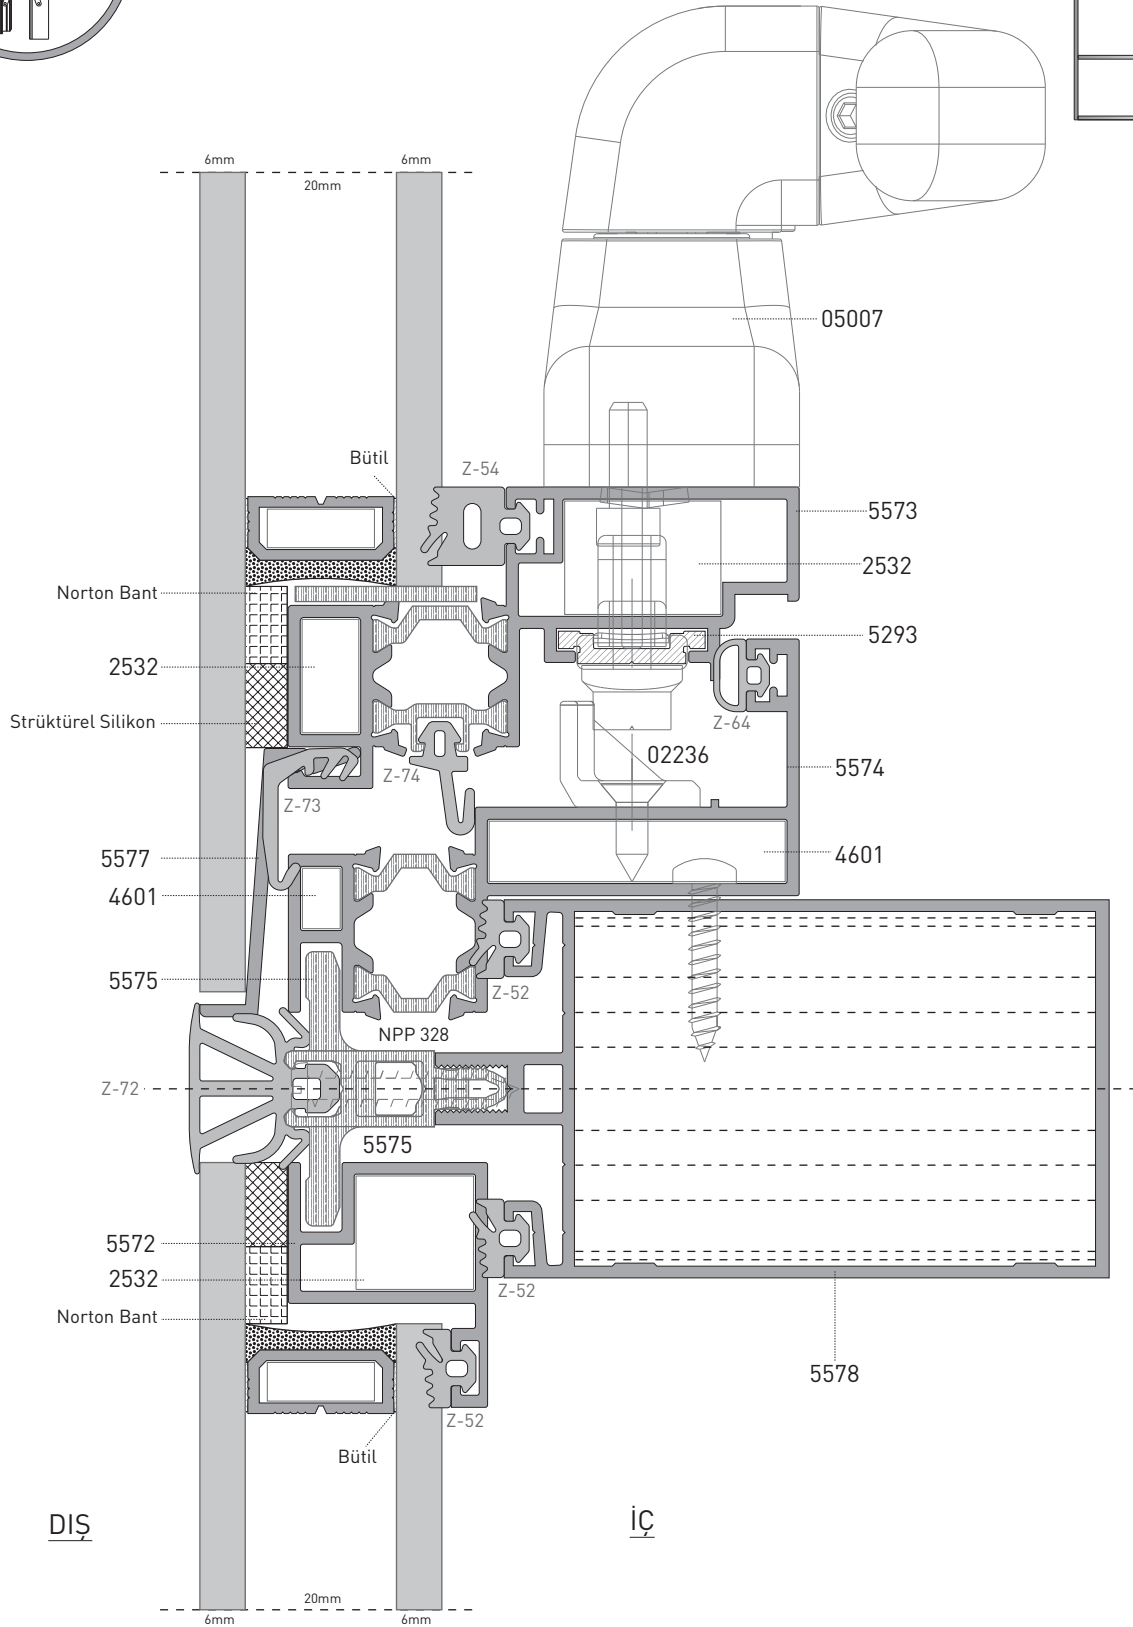 6mm
6mm
20mm
05007
Bütil
Z-54
5573
2532
Norton Bant
5293
2532
Strüktürel Silikon
Z-64
02236
5574
Z-74
Z-73
5577
4601
4601
5575
Z-52
NPP 328
Z-72
5575
5572
2532
Z-52
Norton Bant
5578
Z-52
Bütil
DIŞ
İÇ
20mm
6mm
6mm